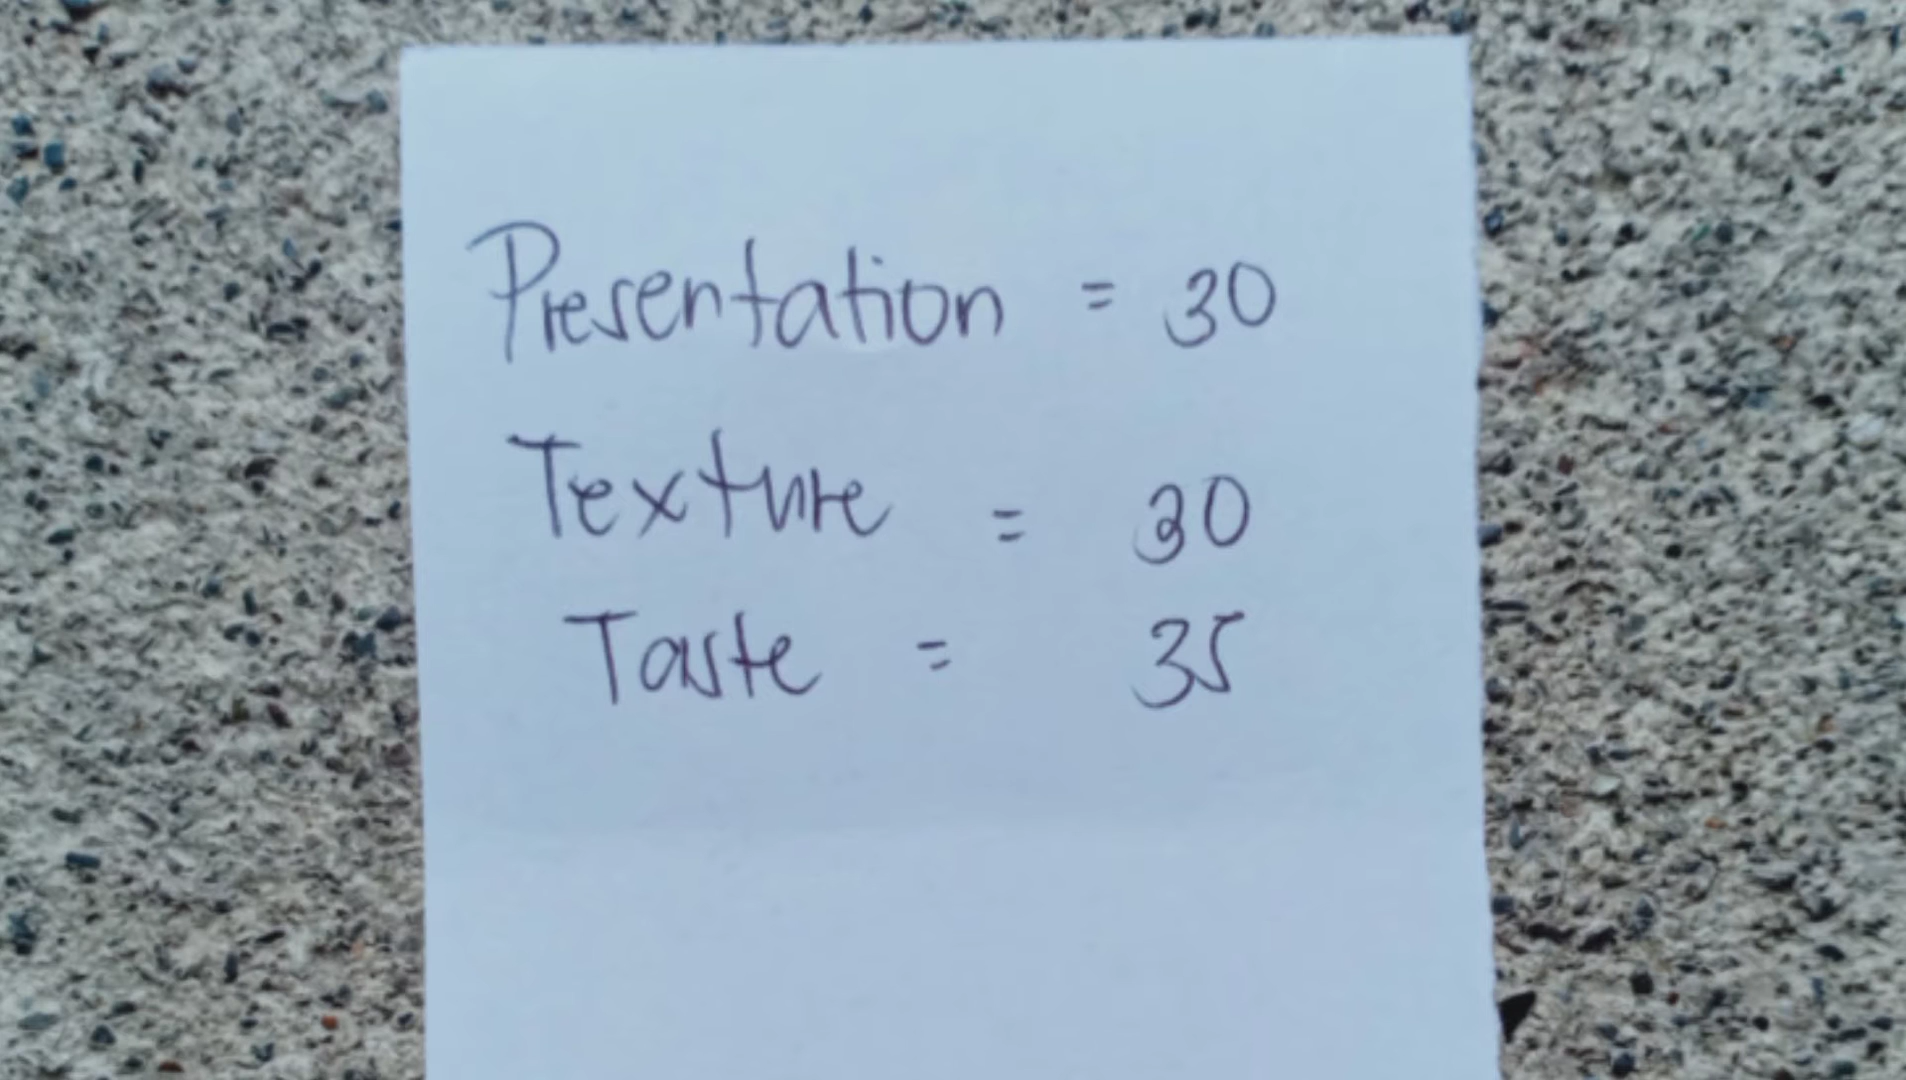 Presentation = 30
Texture = 30
Taste = 35